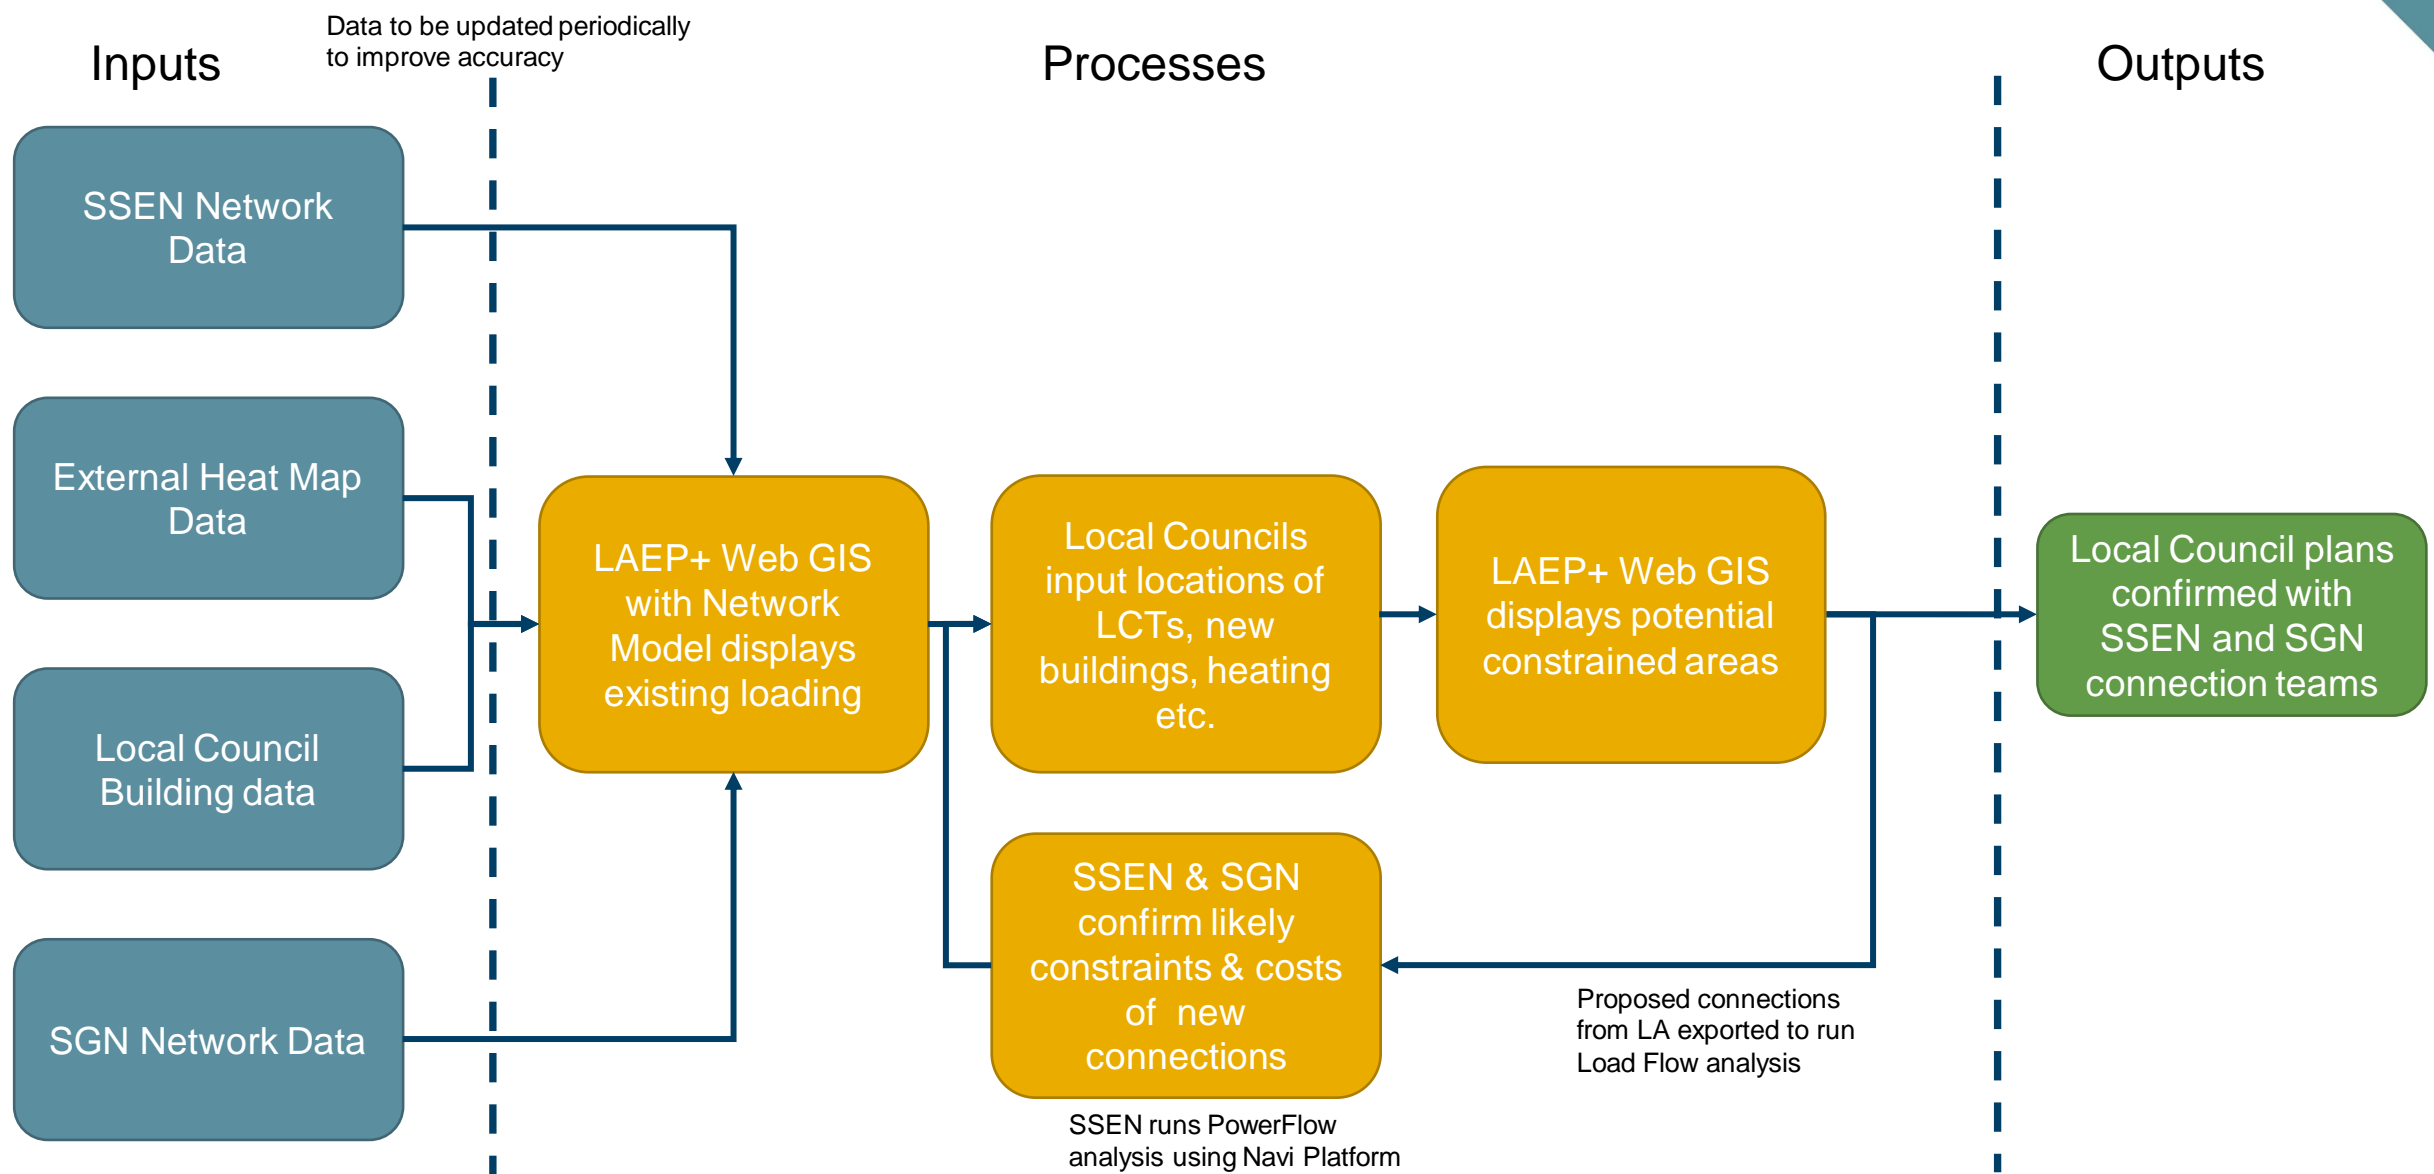 Inputs
Data to be updated periodically
to improve accuracy
Processes
Outputs
SSEN Network
Data
External Heat Map
Data
Local Council
Building data
SGN Network Data
LAEP+ Web GIS
with Network
Model displays
existing loading
Local Councils
input locations of
LCTs, new
buildings, heating
etc.
LAEP+ Web GIS
displays potential
constrained areas
Local Council plans
confirmed with
SSEN and SGN
connection teams
SSEN & SGN
confirm likely
constraints & costs
of new
connections
Proposed connections
from LA exported to run
Load Flow analysis
SSEN runs PowerFlow
analysis using Navi Platform